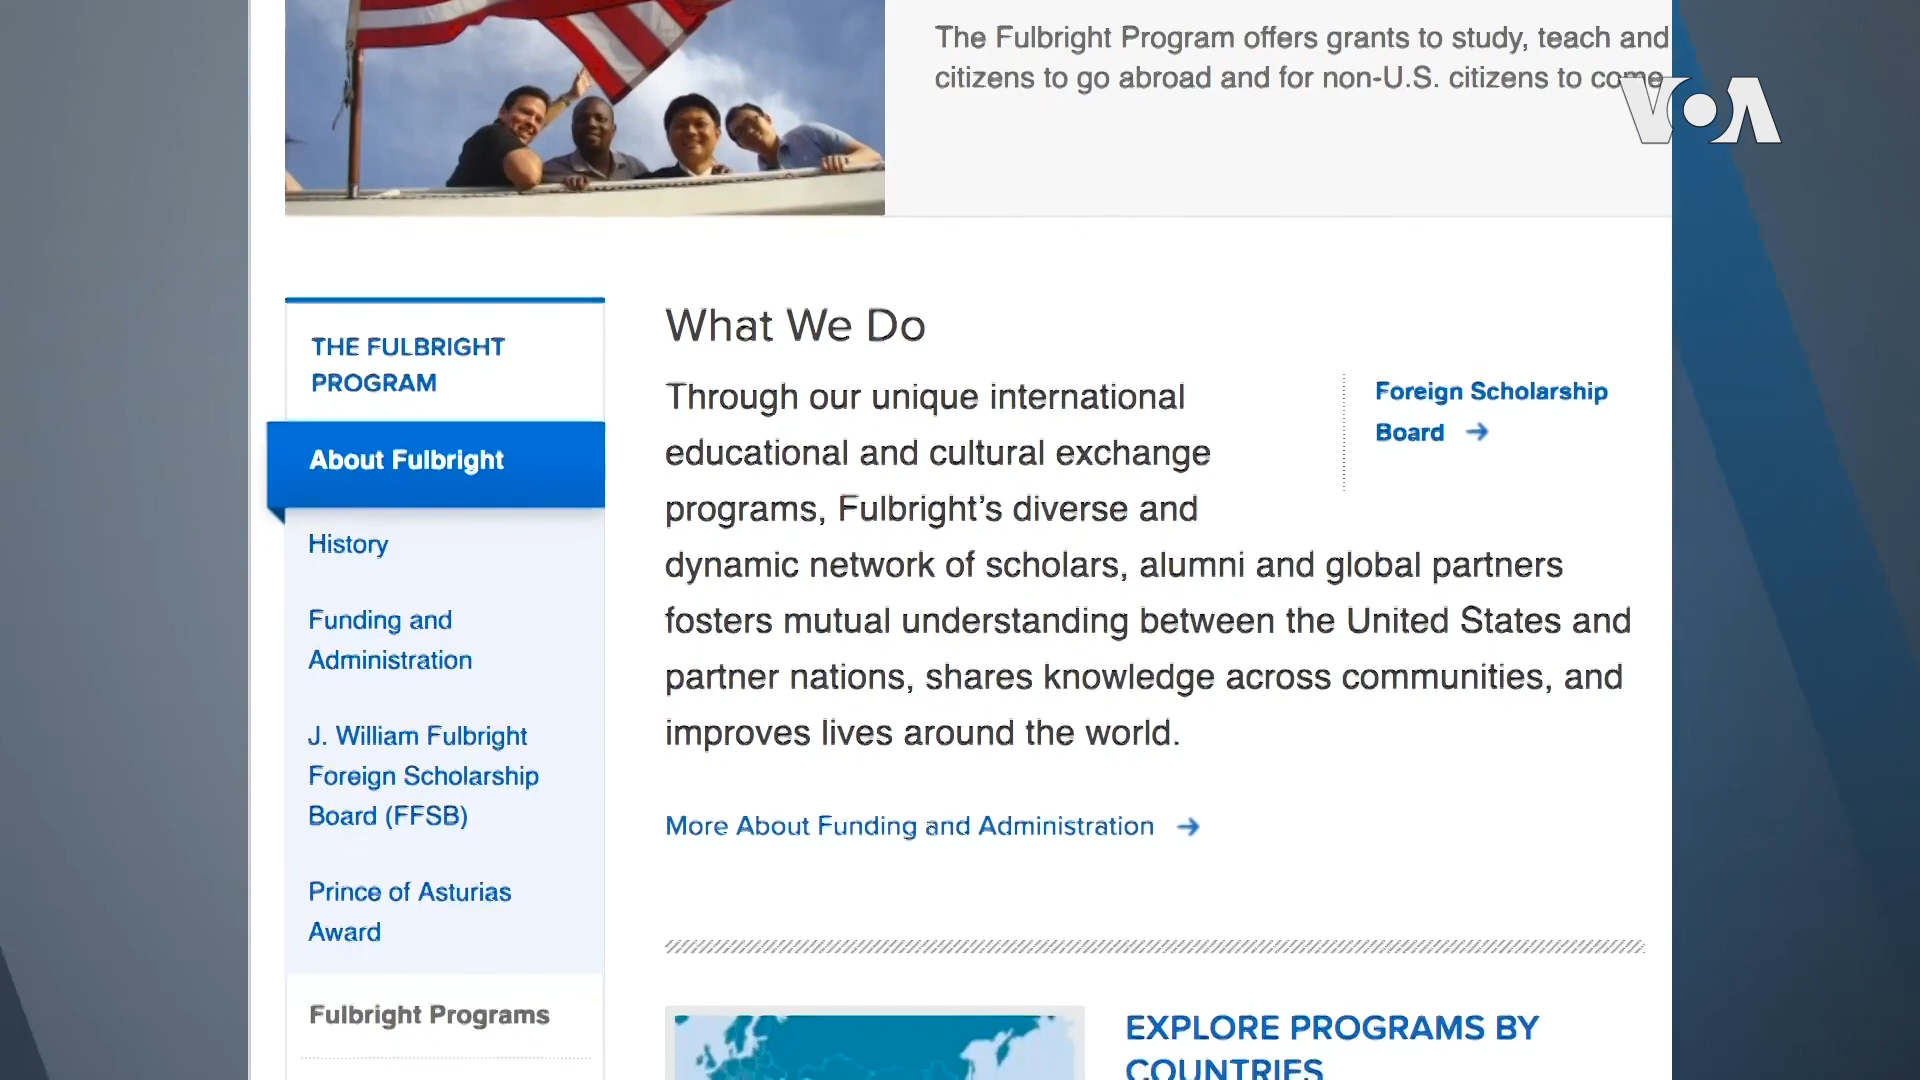 The Fulbright Program offers grants to study, teach and
citizens to go abroad and for non-U.S. citizens to come
VOA
THE FULBRIGHT
PROGRAM
About Fulbright
History
Funding and
Administration
J. William Fulbright
Foreign Scholarship
Board (FFSB)
Prince of Asturias
Award
Fulbright Programs
What We Do
Through our unique international
educational and cultural exchange
programs, Fulbright’s diverse and
dynamic network of scholars, alumni and global partners
fosters mutual understanding between the United States and
partner nations, shares knowledge across communities, and
improves lives around the world.
Foreign Scholarship
Board
More About Funding and Administration
EXPLORE PROGRAMS BY
COUNTRIES